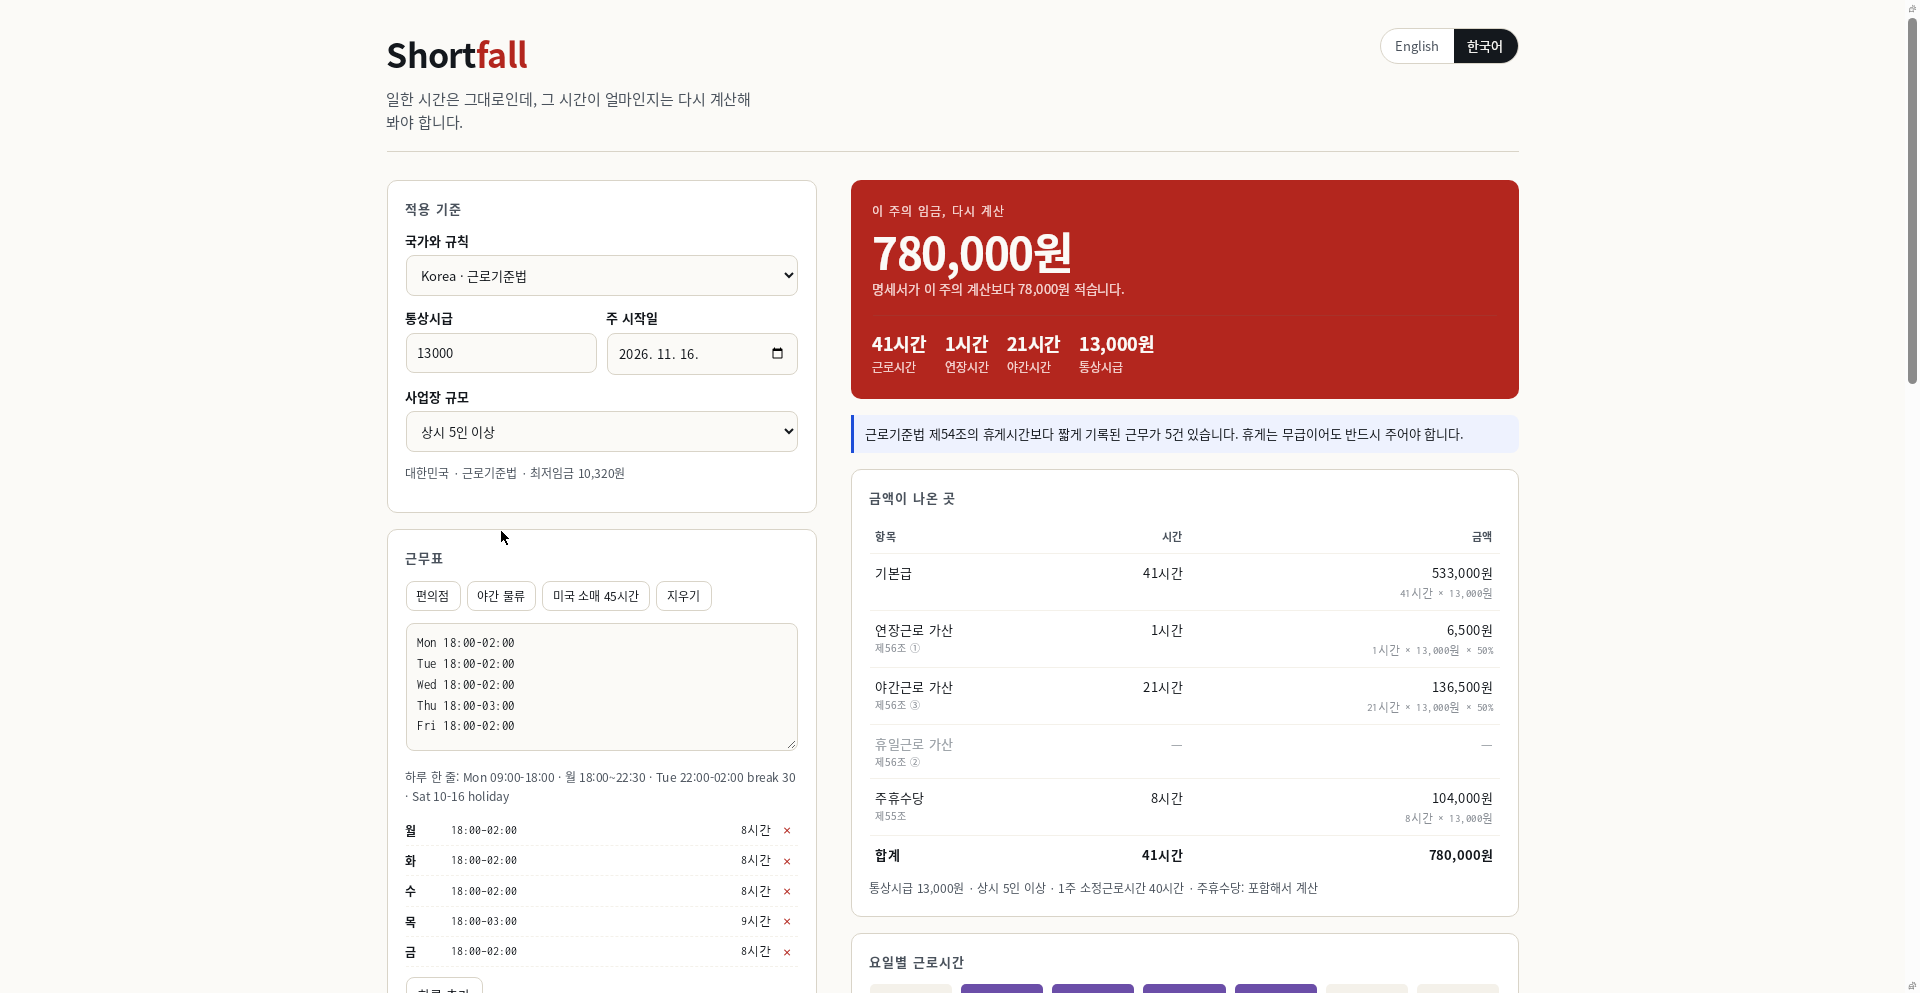 Shortfall
English 한국어
일한 시간은 그대로인데, 그 시간이 얼마인지는 다시 계산해
봐야 합니다.
적용 기준
국가와 규칙
Korea · 근로기준법
통상시급 주 시작일
13000 2026. 11. 16.
사업장 규모
상시 5인 이상
대한민국 · 근로기준법 · 최저임금 10,320원
근무표
편의점 야간 물류 미국 소매 45시간 지우기
Mon 18:00-02:00
Tue 18:00-02:00
Wed 18:00-02:00
Thu 18:00-03:00
Fri 18:00-02:00
하루 한 줄: Mon 09:00-18:00 · 월 18:00~22:30 · Tue 22:00-02:00 break 30
· Sat 10-16 holiday
월 18:00–02:00 8시간 ×
화 18:00–02:00 8시간 ×
수 18:00–02:00 8시간 ×
목 18:00–03:00 9시간 ×
금 18:00–02:00 8시간 ×
이 주의 임금, 다시 계산
780,000원
명세서가 이 주의 계산보다 78,000원 적습니다.
41시간 1시간 21시간 13,000원
근로시간 연장시간 야간시간 통상시급
근로기준법 제54조의 휴게시간보다 짧게 기록된 근무가 5건 있습니다. 휴게는 무급이어도 반드시 주어야 합니다.
금액이 나온 곳
항목 시간 금액
기본급 41시간 533,000원
41시간 × 13,000원
연장근로 가산 1시간 6,500원
제56조 ① 1시간 × 13,000원 × 50%
야간근로 가산 21시간 136,500원
제56조 ③ 21시간 × 13,000원 × 50%
휴일근로 가산 — —
제56조 ②
주휴수당 8시간 104,000원
제55조 8시간 × 13,000원
합계 41시간 780,000원
통상시급 13,000원 · 상시 5인 이상 · 1주 소정근로시간 40시간 · 주휴수당: 포함해서 계산
요일별 근로시간